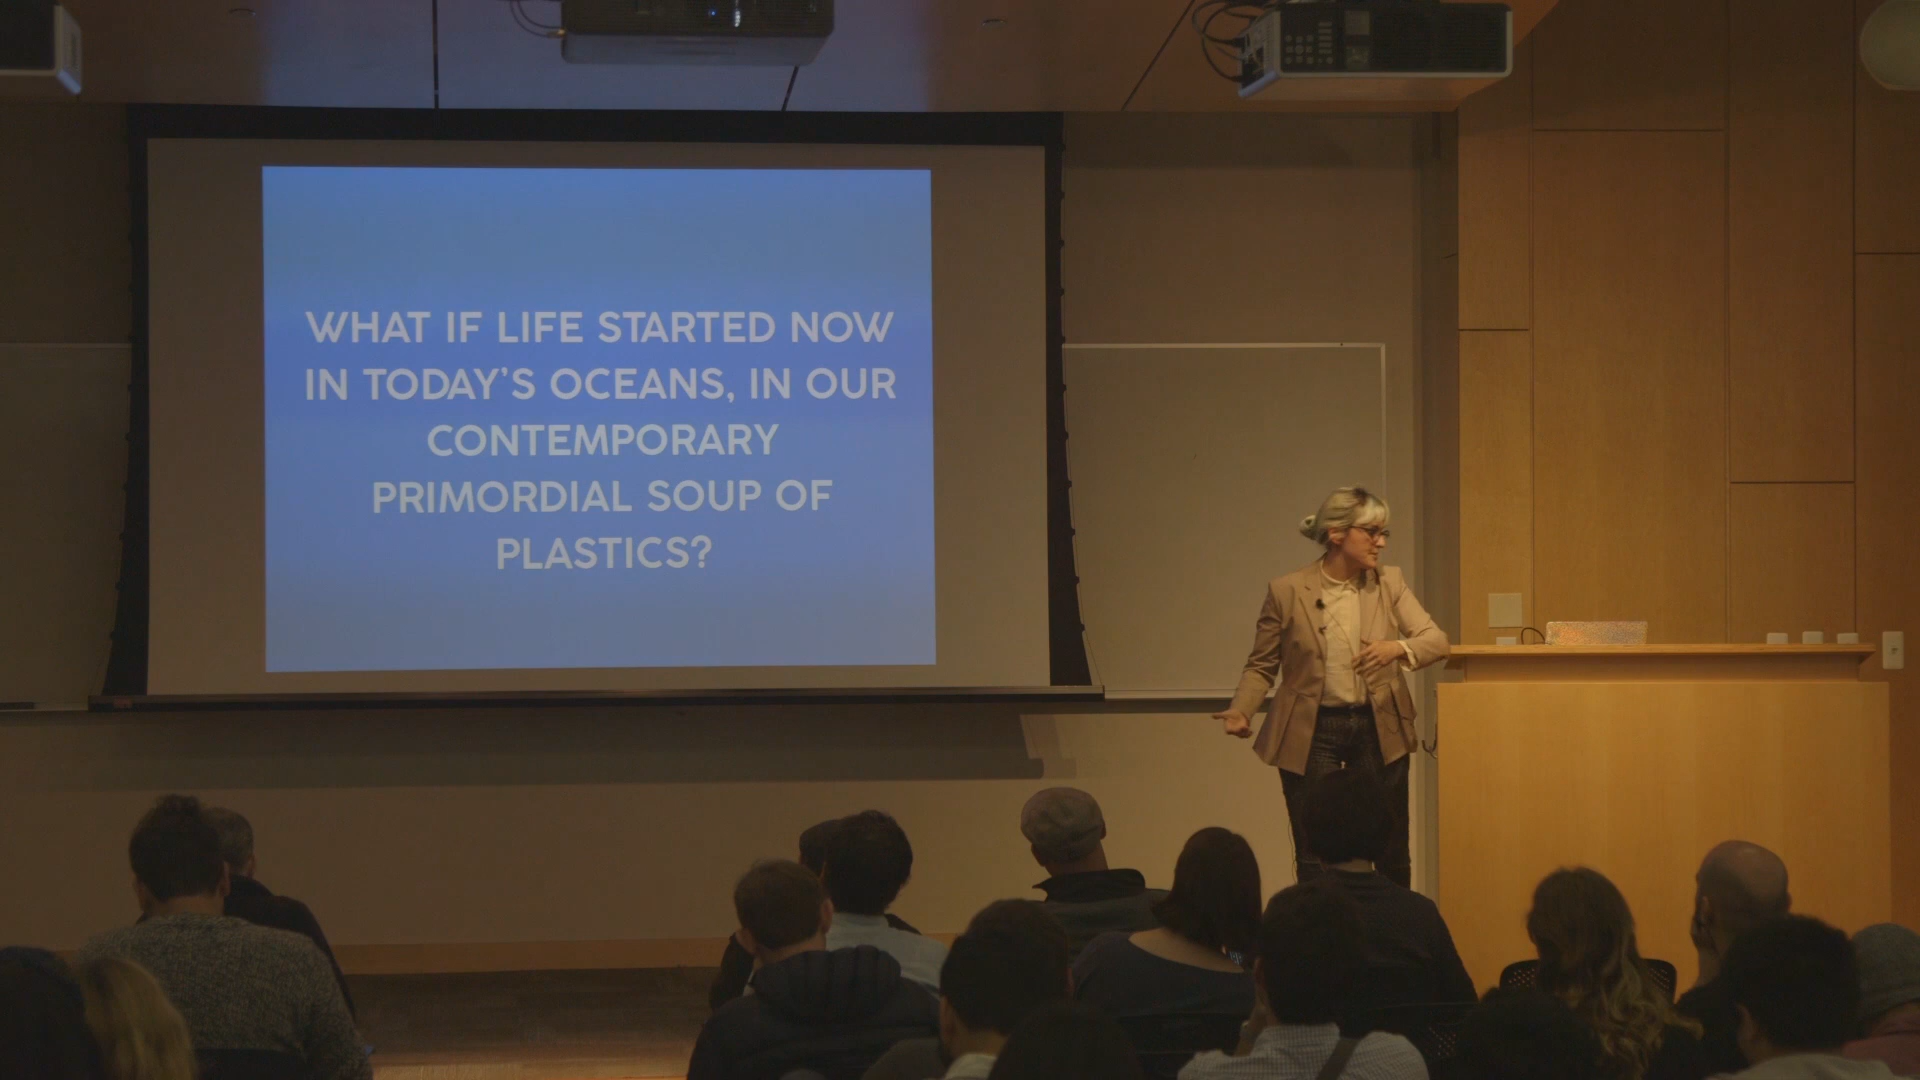 WHAT IF LIFE STARTED NOW
IN TODAY'S OCEANS, IN OUR
CONTEMPORARY
PRIMORDIAL SOUP OF
PLASTICS?